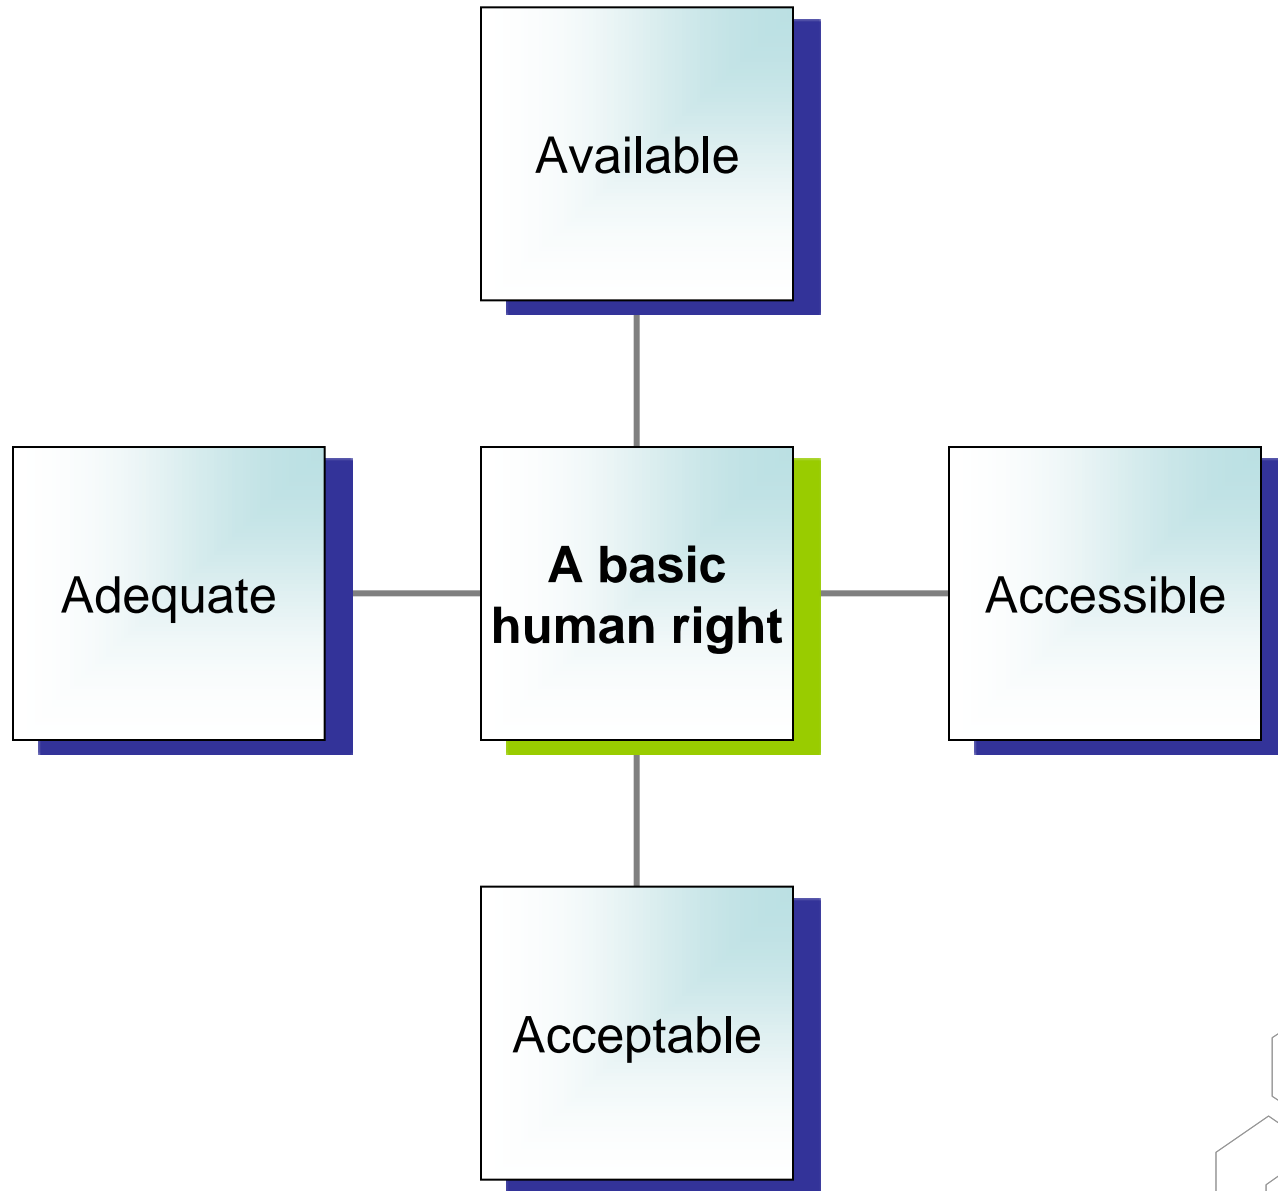 Available
Adequate
A basic
human right
Accessible
Acceptable